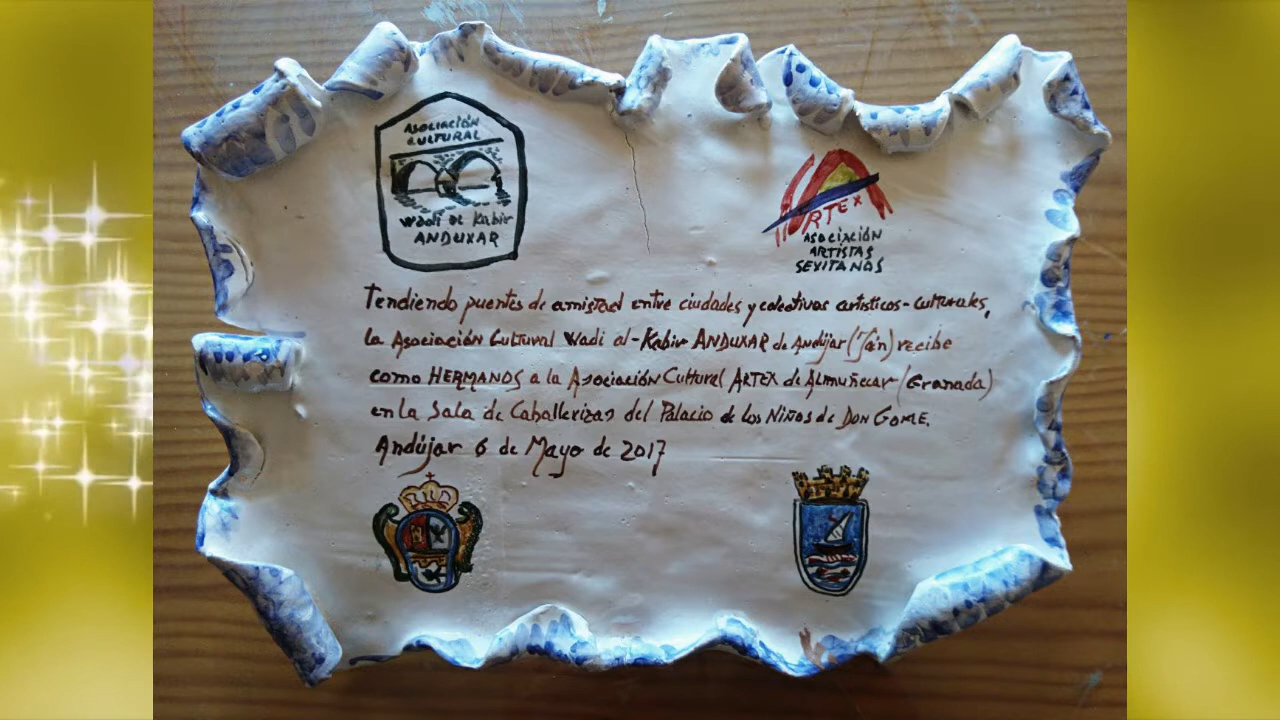 ASOCIACIÓN
CULTURAL
Wadi al Kabir
ANDUXAR
ARTEX
ASOCIACIÓN
ARTISTAS
SEXITANOS
Tendiendo puentes de amistad entre ciudades y colectivos artísticos-culturales,
la Asociación Cultural Wadi al-Kabir ANDUXAR de Andújar (Jaén) recibe
como HERMANOS a la Asociación Cultural ARTEX de ALMUÑECAR (Granada)
en la Sala de Caballerizas del Palacio de los Niños de DON GOME.
Andújar 6 de Mayo de 2017